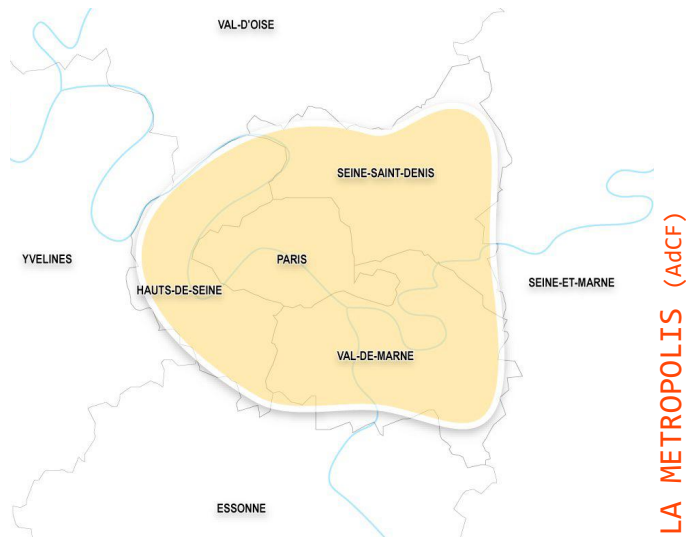 VAL-D'OISE
SEINE-SAINT-DENIS
YVELINES
PARIS
SEINE-ET-MARNE
HAUTS-DE-SEINE
VAL-DE-MARNE
ESSONNE
LA METROPOLIS (AdCF)